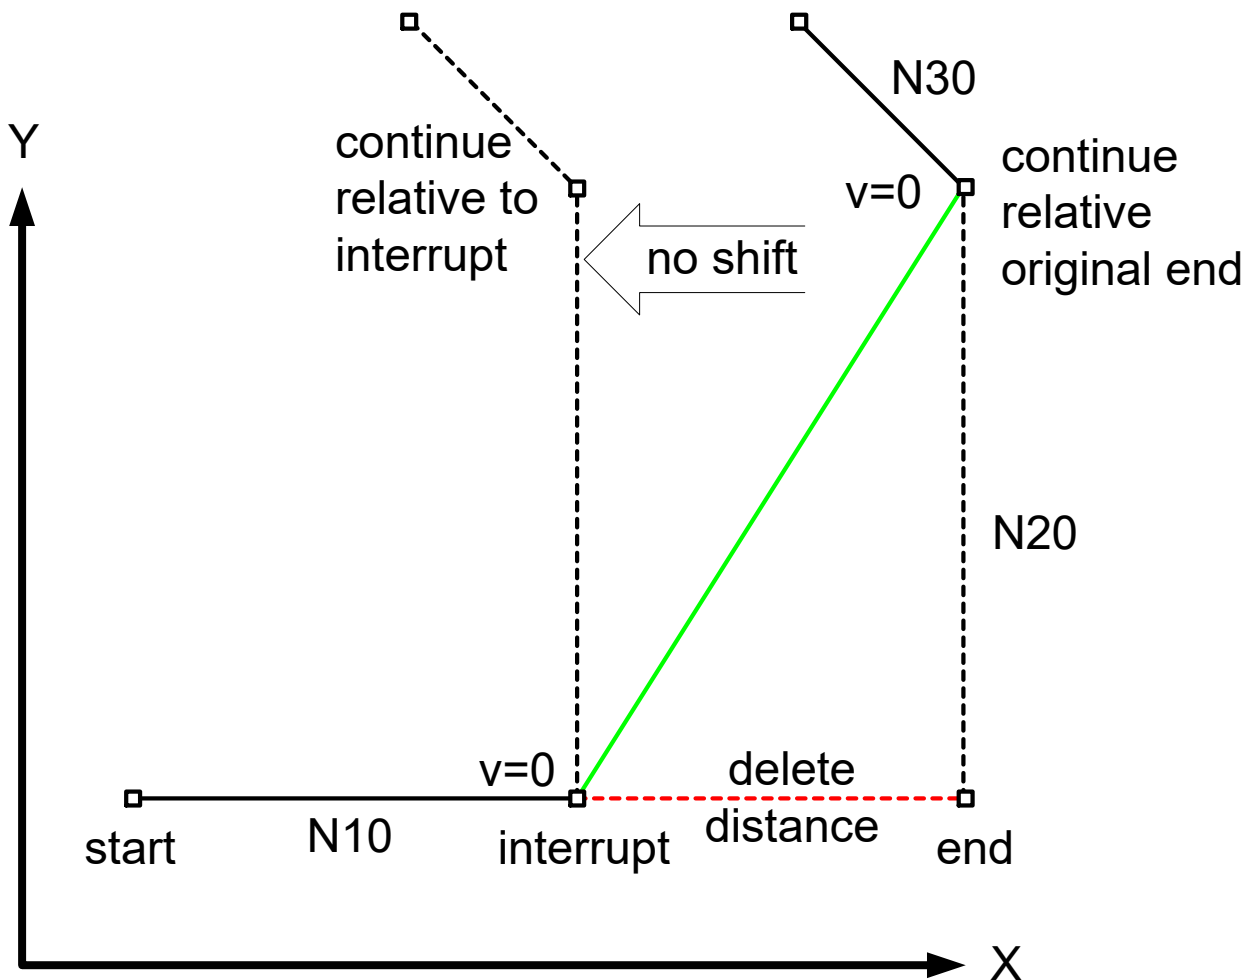 N30
Y
continue
relative to
interrupt
continue
relative
original end
v=0
no shift
N20
v=0
delete
distance
start
N10
interrupt
end
X